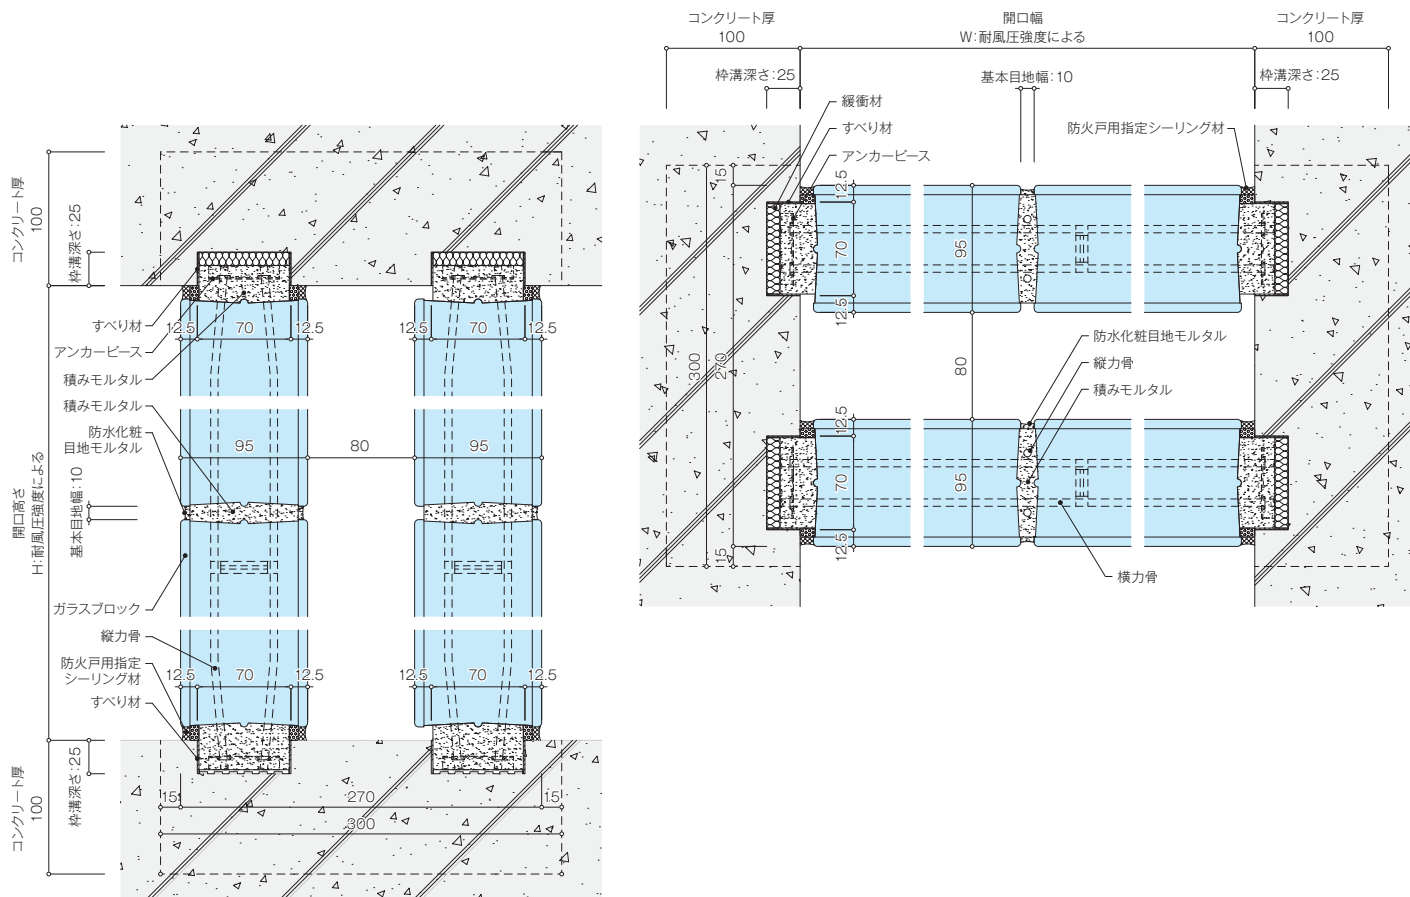 コンクリート厚
100
枠溝深さ:25
すべり材
アンカーピース
積みモルタル
積みモルタル
防水化粧
目地モルタル
開口高さ
H:耐風圧強度による
基本目地幅:10
ガラスブロック
縦力骨
防火戸用指定
シーリング材
すべり材
コンクリート厚
100
枠溝深さ:25
12.5 70 12.5
12.5 70 12.5
95 80 95
12.5 70 12.5
12.5 70 12.5
15 270 15
300
コンクリート厚
100
開口幅
W:耐風圧強度による
コンクリート厚
100
枠溝深さ:25
基本目地幅:10
枠溝深さ:25
緩衝材
すべり材
アンカーピース
防火戸用指定シーリング材
15
12.5
70
95
12.5
300
270
80
防水化粧目地モルタル
縦力骨
積みモルタル
12.5
70
95
12.5
15
横力骨